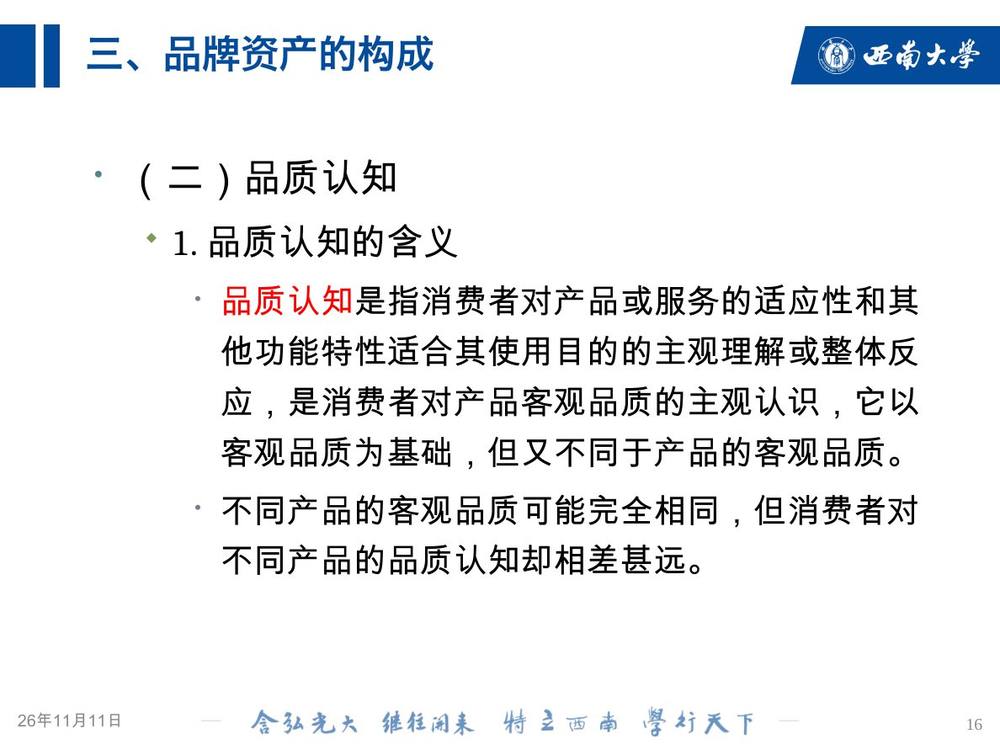 三、品牌资产的构成
西南大学
（二）品质认知
1. 品质认知的含义
品质认知是指消费者对产品或服务的适应性和其
他功能特性适合其使用目的的主观理解或整体反
应，是消费者对产品客观品质的主观认识，它以
客观品质为基础，但又不同于产品的客观品质。
不同产品的客观品质可能完全相同，但消费者对
不同产品的品质认知却相差甚远。
26年11月11日
含弘光大 继往开来 特立西南 学行天下
16